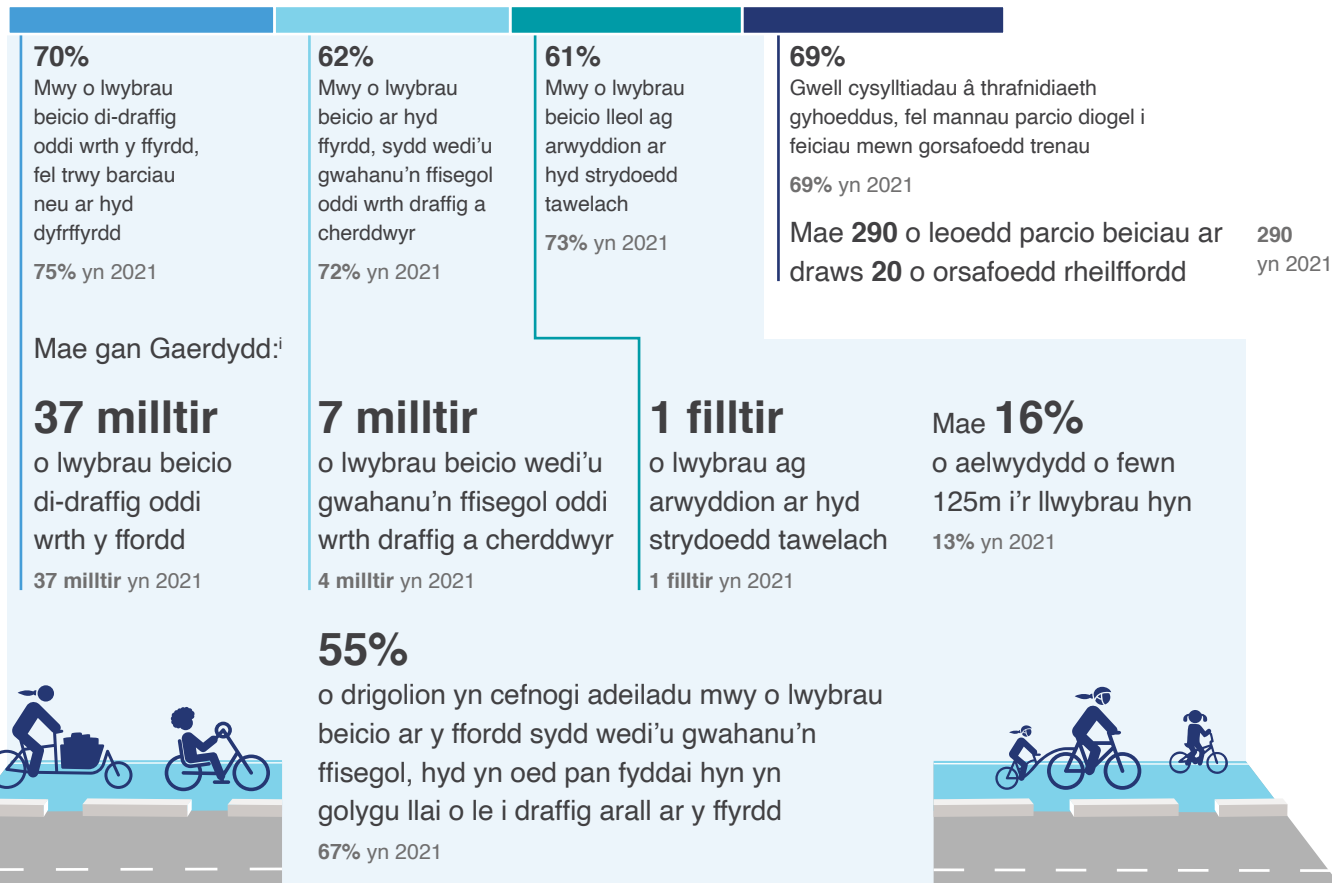 70%
Mwy o lwybrau
beicio di-draffig
oddi wrth y ffyrdd,
fel trwy barciau
neu ar hyd
dyfrffyrdd
75% yn 2021
62%
Mwy o lwybrau
beicio ar hyd
ffyrdd, sydd wedi’u
gwahanu’n ffisegol
oddi wrth draffig a
cherddwyr
72% yn 2021
61%
Mwy o lwybrau
beicio lleol ag
arwyddion ar
hyd strydoedd
tawelach
73% yn 2021
69%
Gwell cysylltiadau â thrafnidiaeth
gyhoeddus, fel mannau parcio diogel i
feiciau mewn gorsafoedd trenau
69% yn 2021
Mae 290 o leoedd parcio beiciau ar
draws 20 o orsafoedd rheilffordd
290
yn 2021
Mae gan Gaerdydd:ⁱ
37 milltir
o lwybrau beicio
di-draffig oddi
wrth y ffordd
37 milltir yn 2021
7 milltir
o lwybrau beicio wedi’u
gwahanu’n ffisegol oddi
wrth draffig a cherddwyr
4 milltir yn 2021
1 filltir
o lwybrau ag
arwyddion ar hyd
strydoedd tawelach
1 filltir yn 2021
Mae 16%
o aelwydydd o fewn
125m i’r llwybrau hyn
13% yn 2021
55%
o drigolion yn cefnogi adeiladu mwy o lwybrau
beicio ar y ffordd sydd wedi’u gwahanu’n
ffisegol, hyd yn oed pan fyddai hyn yn
golygu llai o le i draffig arall ar y ffyrdd
67% yn 2021